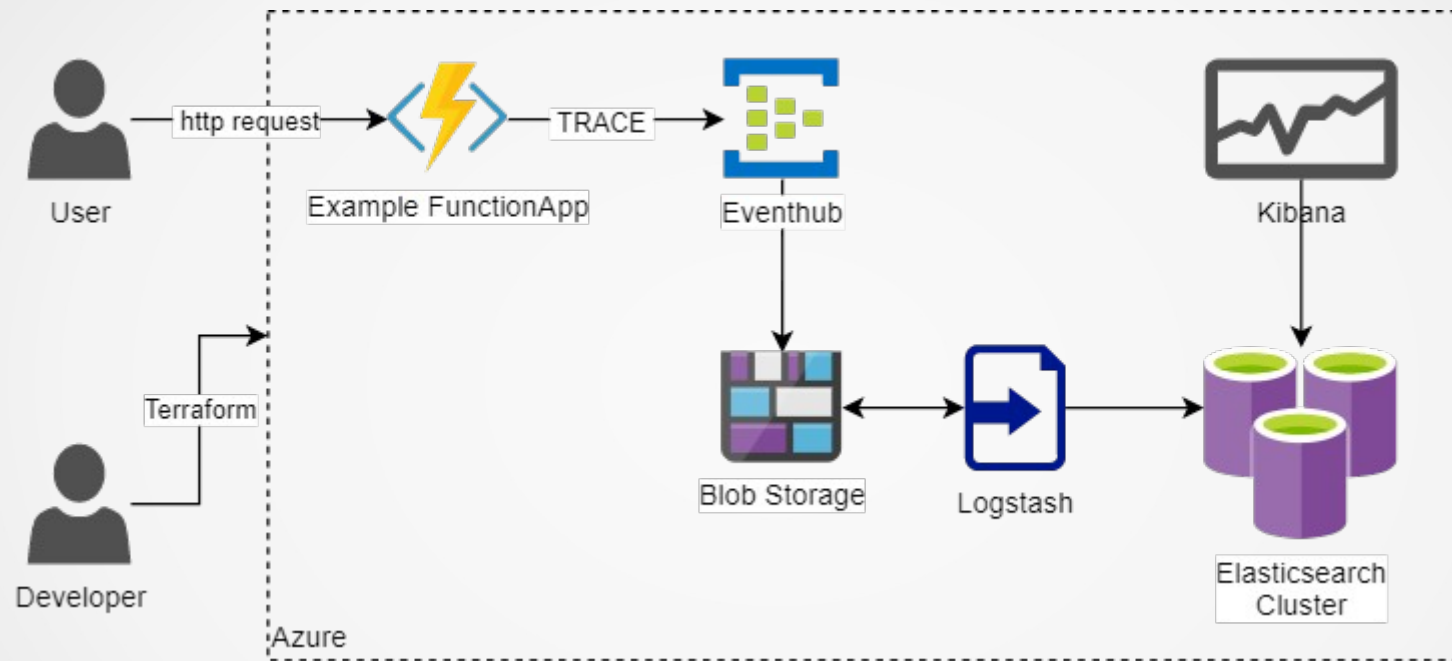 http request
TRACE
User
Example FunctionApp
Eventhub
Kibana
Terraform
Blob Storage
Logstash
Developer
Elasticsearch
Cluster
Azure